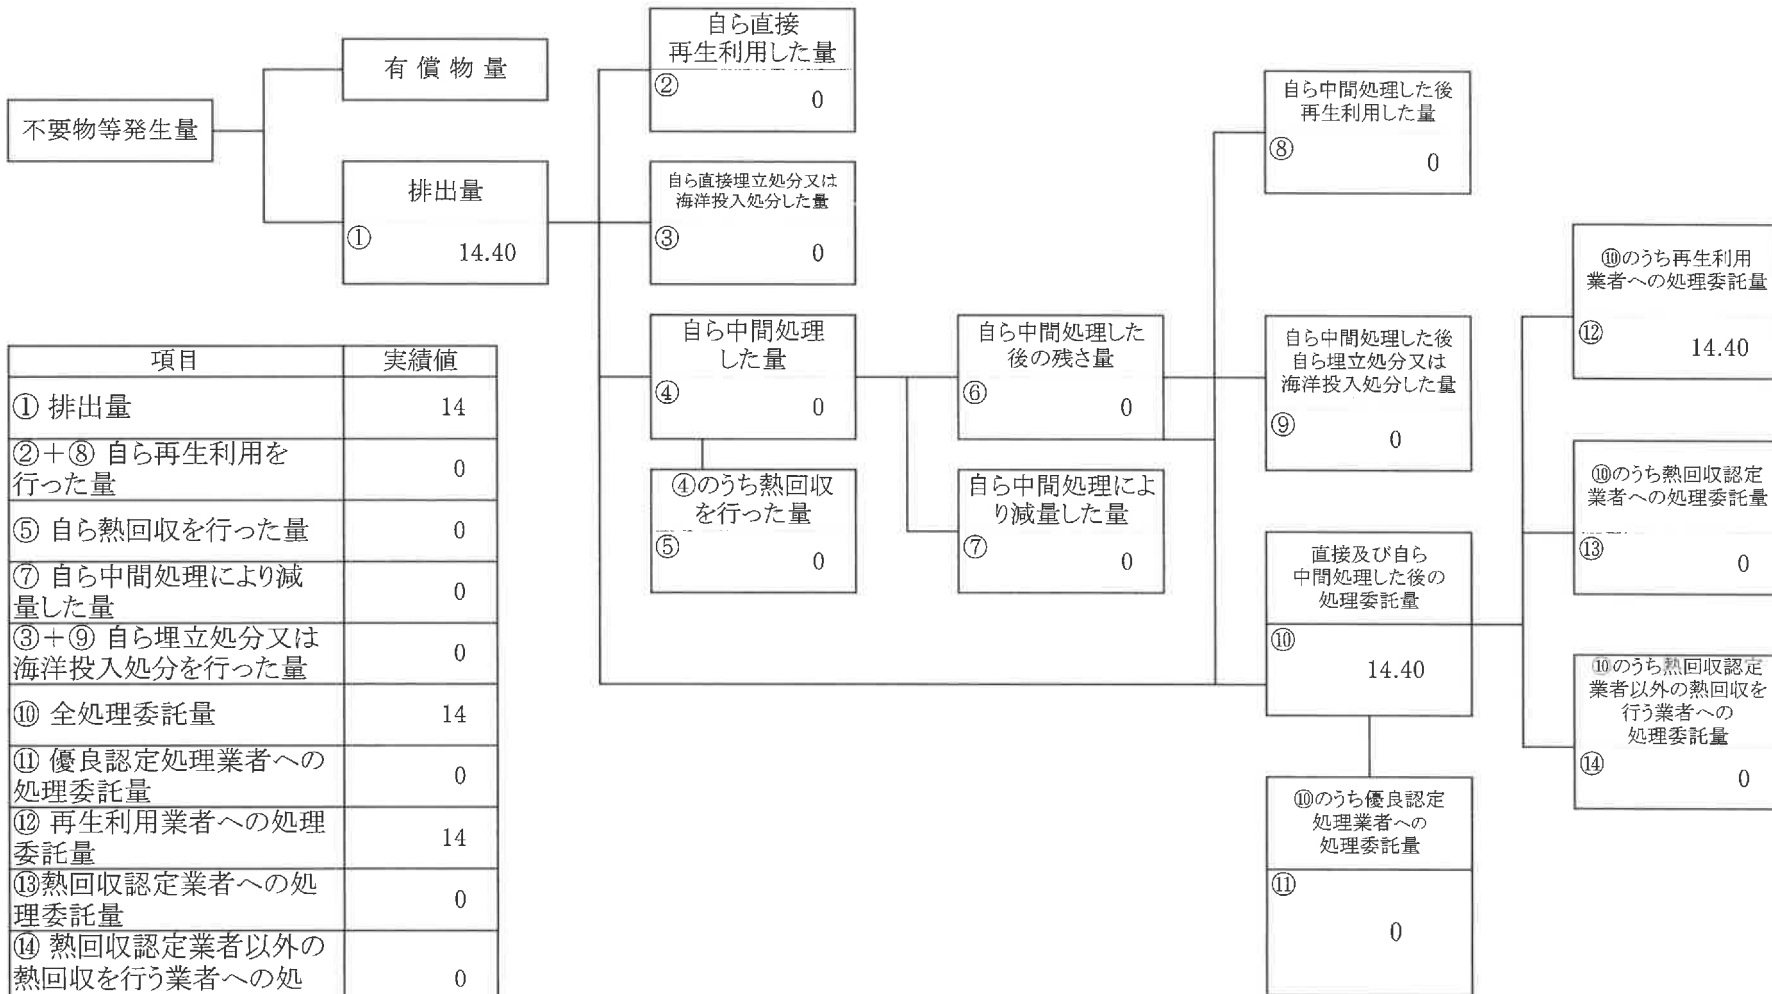 不要物等発生量
有償物量
排出量
①
14.40
自ら直接
再生利用した量
②
0
自ら直接埋立処分又は
海洋投入処分した量
③
0
自ら中間処理
した量
④
0
④のうち熱回収
を行った量
⑤
0
自ら中間処理した
後の残さ量
⑥
0
自ら中間処理によ
り減量した量
⑦
0
自ら中間処理した後
再生利用した量
⑧
0
自ら中間処理した後
自ら埋立処分又は
海洋投入処分した量
⑨
0
直接及び自ら
中間処理した後の
処理委託量
⑩
14.40
⑩のうち優良認定
処理業者への
処理委託量
⑪
0
⑩のうち再生利用
業者への処理委託量
⑫
14.40
⑩のうち熱回収認定
業者への処理委託量
⑬
0
⑩のうち熱回収認定
業者以外の熱回収を
行う業者への
処理委託量
⑭
0
項目 実績値
① 排出量 14
②+⑧ 自ら再生利用を
行った量 0
⑤ 自ら熱回収を行った量 0
⑦ 自ら中間処理により減
量した量 0
③+⑨ 自ら埋立処分又は
海洋投入処分を行った量 0
⑩ 全処理委託量 14
⑪ 優良認定処理業者への
処理委託量 0
⑫ 再生利用業者への処理
委託量 14
⑬熱回収認定業者への処
理委託量 0
⑭ 熱回収認定業者以外の
熱回収を行う業者への処 0